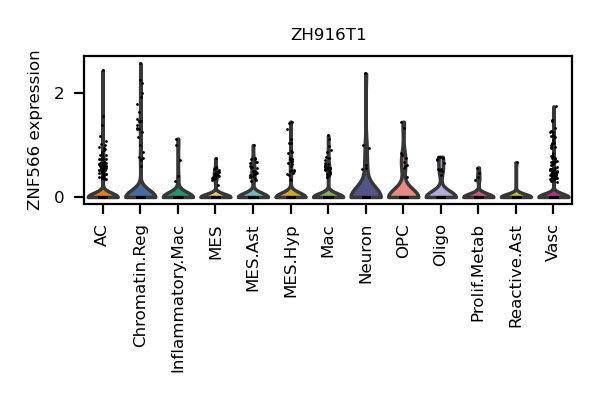 ZH916T1
ZNF566 expression
2
0
AC
Chromatin.Reg
Inflammatory.Mac
MES
MES.Ast
MES.Hyp
Mac
Neuron
OPC
Oligo
Prolif.Metab
Reactive.Ast
Vasc